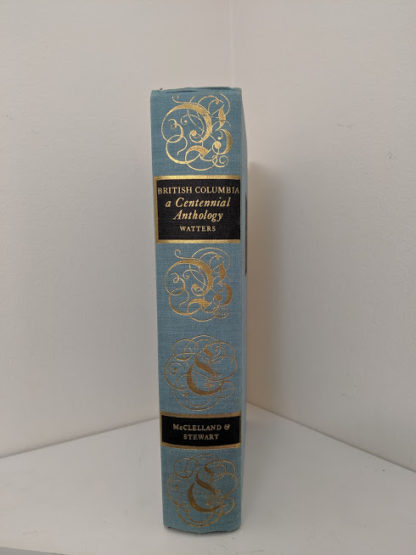 B
BRITISH COLUMBIA
a Centennial
Anthology
WATTERS
B
C
McCLELLAND &
STEWART
C